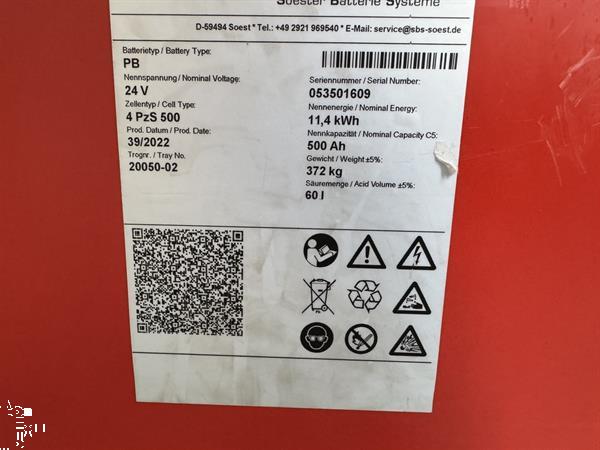 Soester Batterie Systeme
D-59494 Soest * Tel.: +49 2921 969540 * E-Mail: service@sbs-soest.de
Batterietyp / Battery Type:
PB
Nennspannung / Nominal Voltage:
24 V
Zellentyp / Cell Type:
4 PzS 500
Prod. Datum / Prod. Date:
39/2022
Trognr. / Tray No.
20050-02
Seriennummer / Serial Number:
053501609
Nennenergie / Nominal Energy:
11,4 kWh
Nennkapazität / Nominal Capacity C5:
500 Ah
Gewicht / Weight ±5%:
372 kg
Säuremenge / Acid Volume ±5%:
60 l
Pb